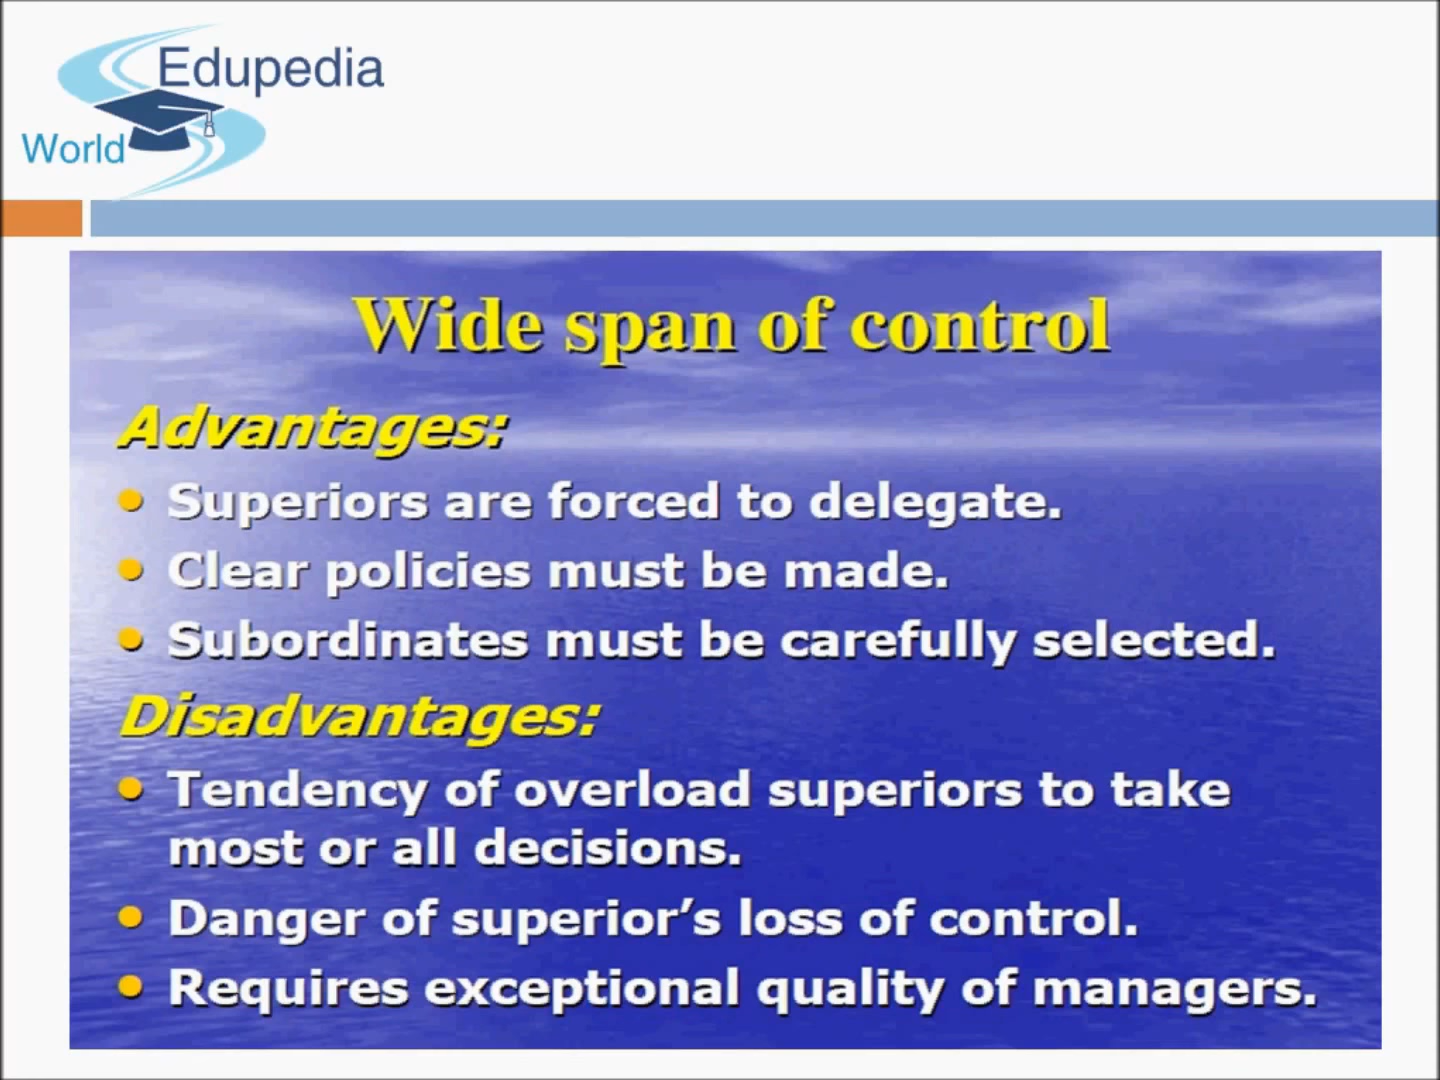 Edupedia
World
Wide span of control
Advantages:
• Superiors are forced to delegate.
• Clear policies must be made.
• Subordinates must be carefully selected.
Disadvantages:
• Tendency of overload superiors to take
most or all decisions.
• Danger of superior’s loss of control.
• Requires exceptional quality of managers.